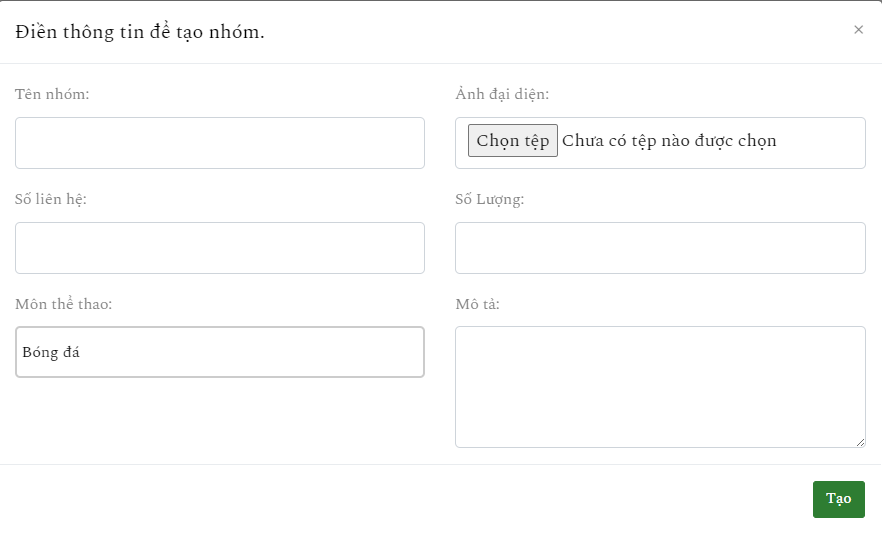 Điền thông tin để tạo nhóm.
×
Tên nhóm:
Ảnh đại diện:
Chọn tệp Chưa có tệp nào được chọn
Số liên hệ:
Số Lượng:
Môn thể thao:
Mô tả:
Bóng đá
Tạo